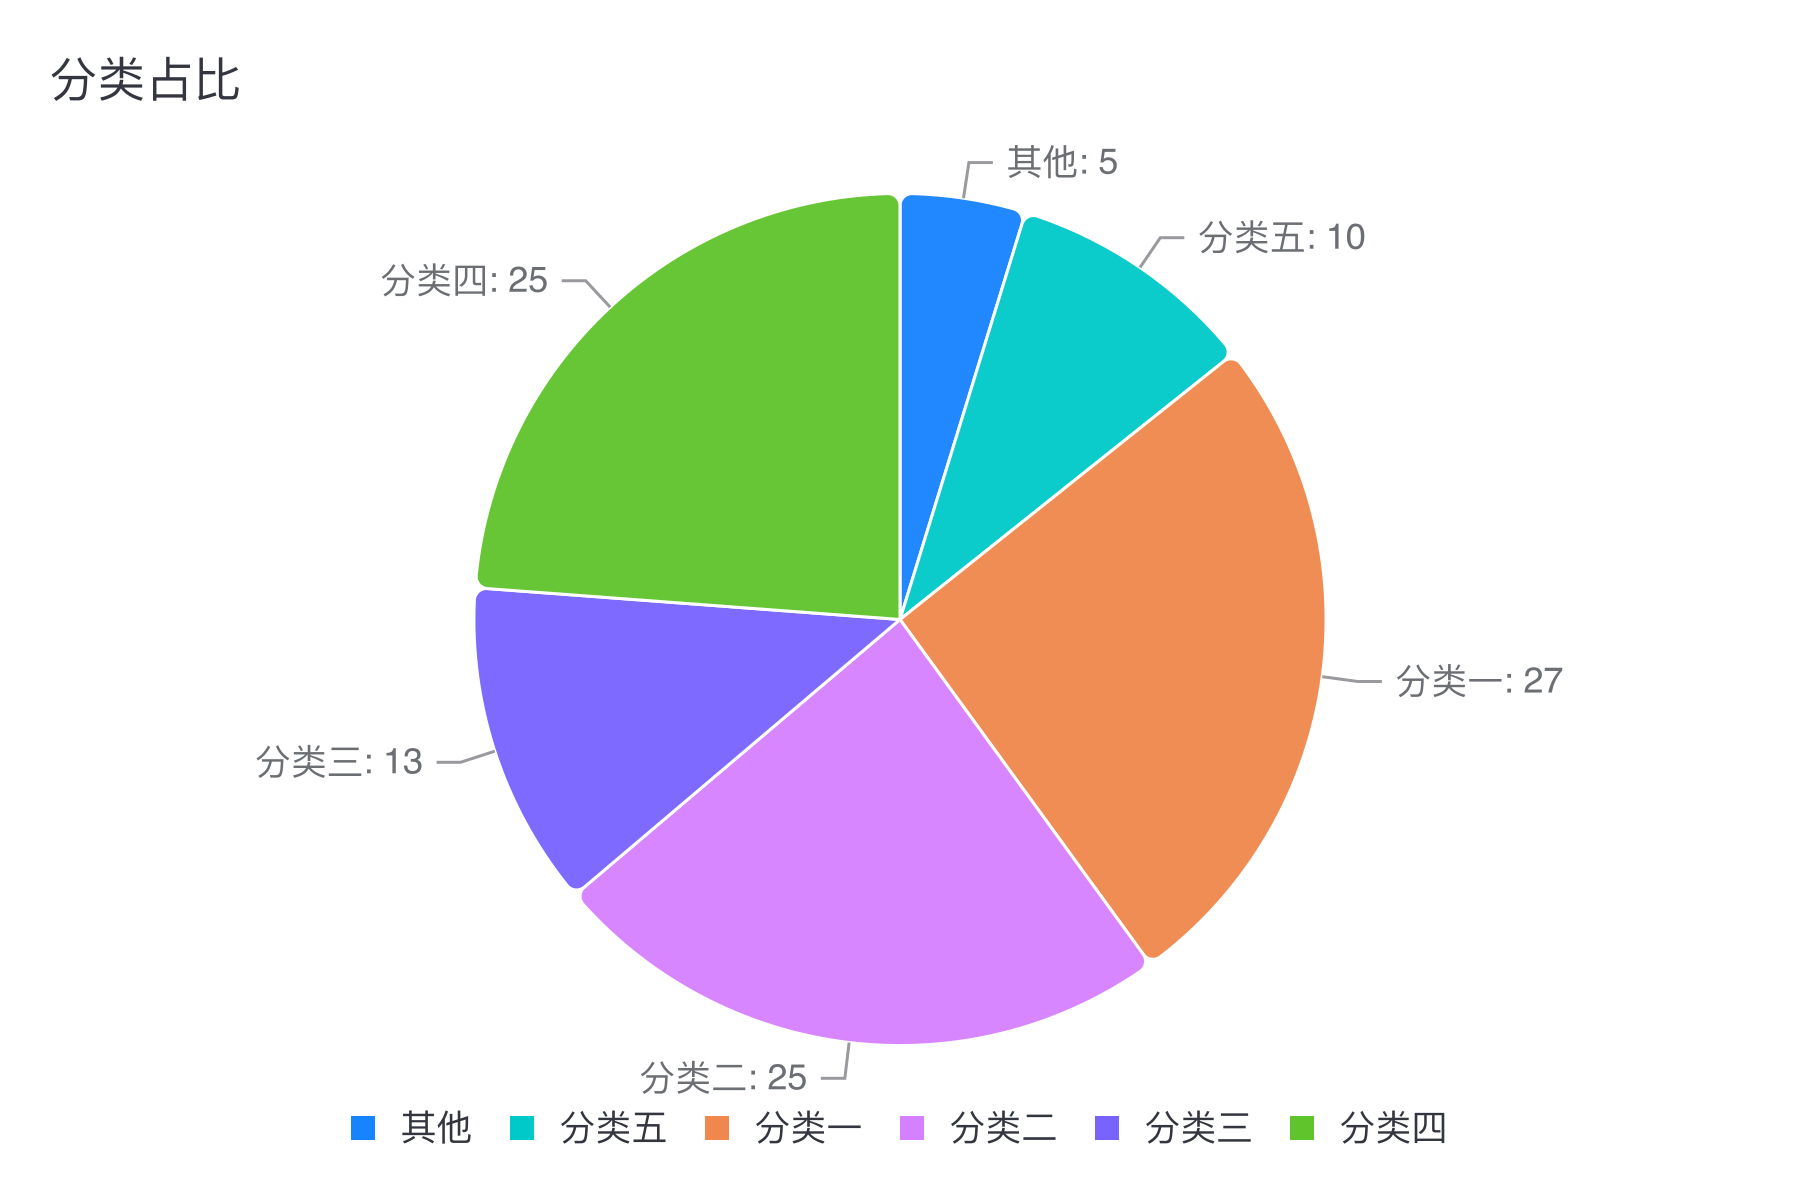 分类占比
其他: 5
分类五: 10
分类四: 25
分类一: 27
分类三: 13
分类二: 25
其他 分类五 分类一 分类二 分类三 分类四